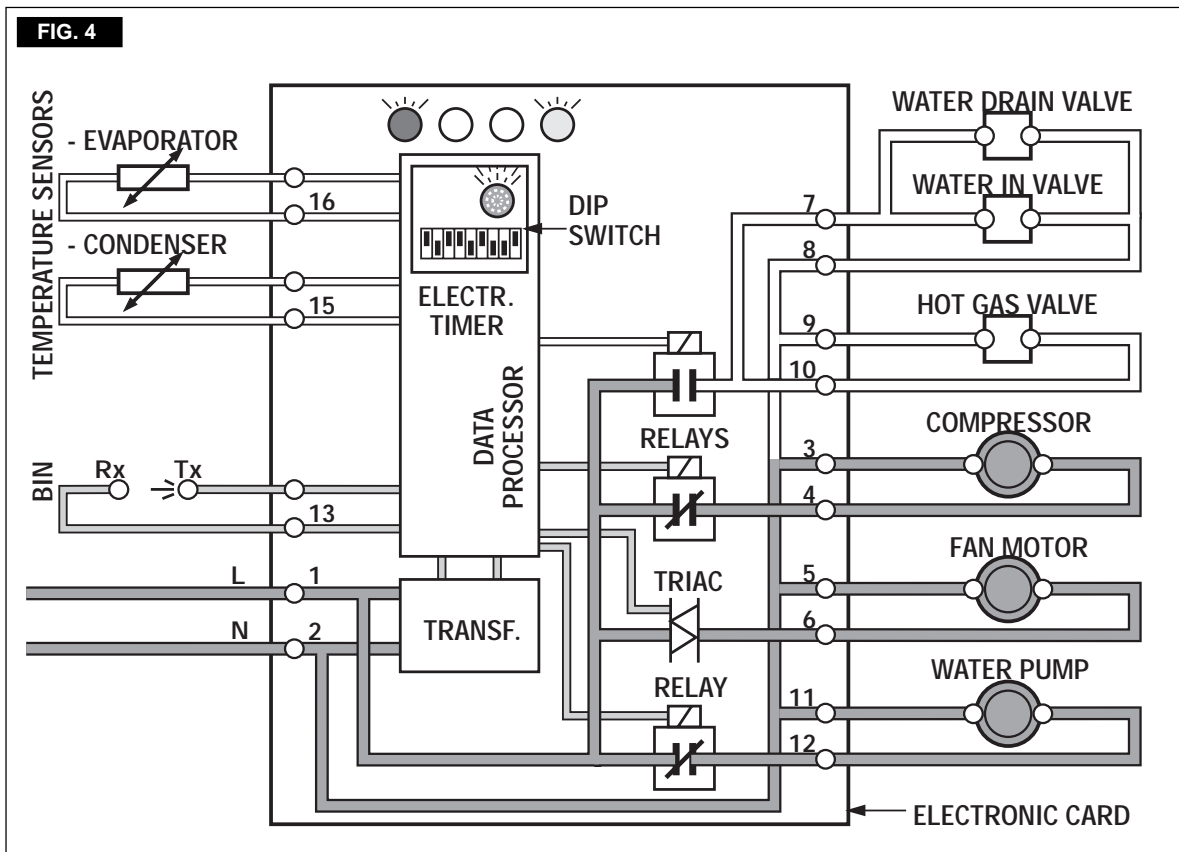 FIG. 4
TEMPERATURE SENSORS
- EVAPORATOR
16
- CONDENSER
15
BIN
Rx
Tx
13
L
1
N
2
DIP
SWITCH
ELECTR.
TIMER
DATA
PROCESSOR
TRANSF.
RELAYS
TRIAC
RELAY
WATER DRAIN VALVE
WATER IN VALVE
7
8
HOT GAS VALVE
9
10
COMPRESSOR
3
4
FAN MOTOR
5
6
WATER PUMP
11
12
ELECTRONIC CARD